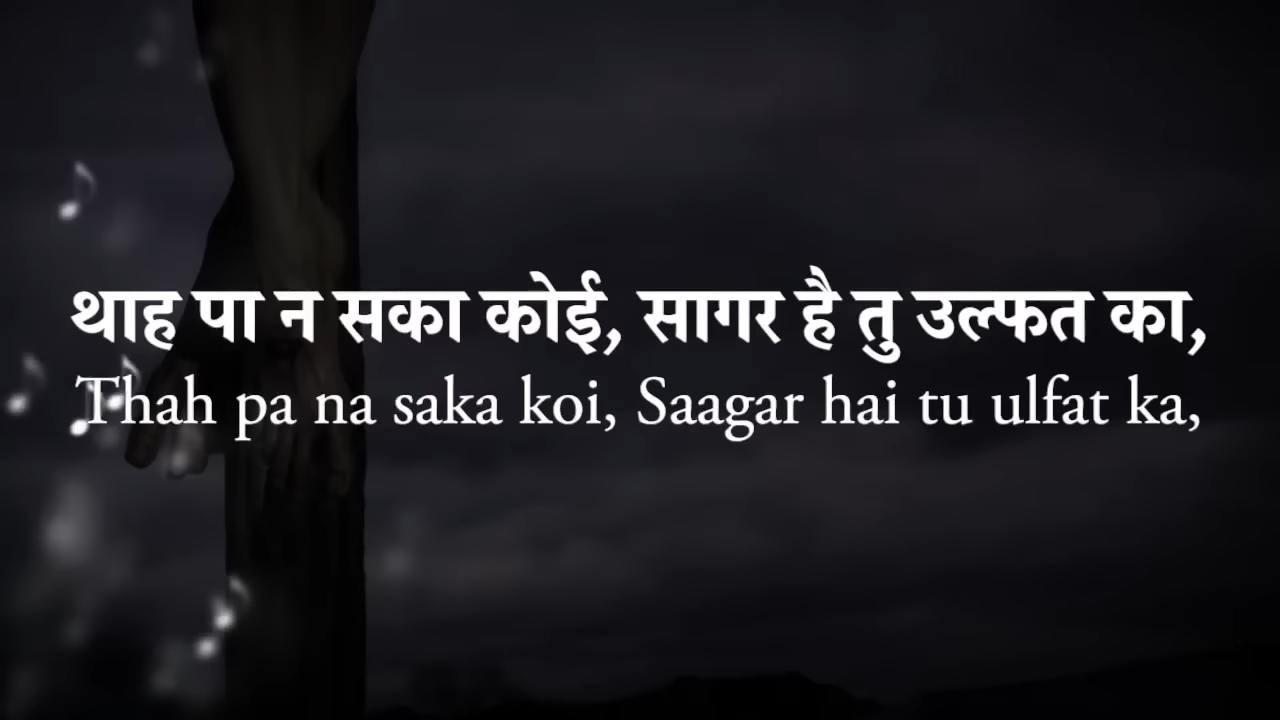 थाह पा न सका कोई, सागर है तु उल्फत का,
Thah pa na saka koi, Saagar hai tu ulfat ka,